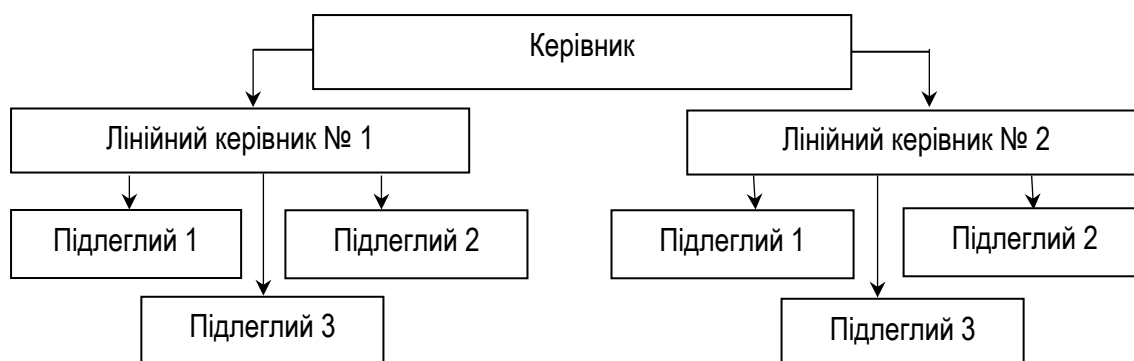 Керівник
Лінійний керівник № 1
Лінійний керівник № 2
Підлеглий 1
Підлеглий 2
Підлеглий 1
Підлеглий 2
Підлеглий 3
Підлеглий 3